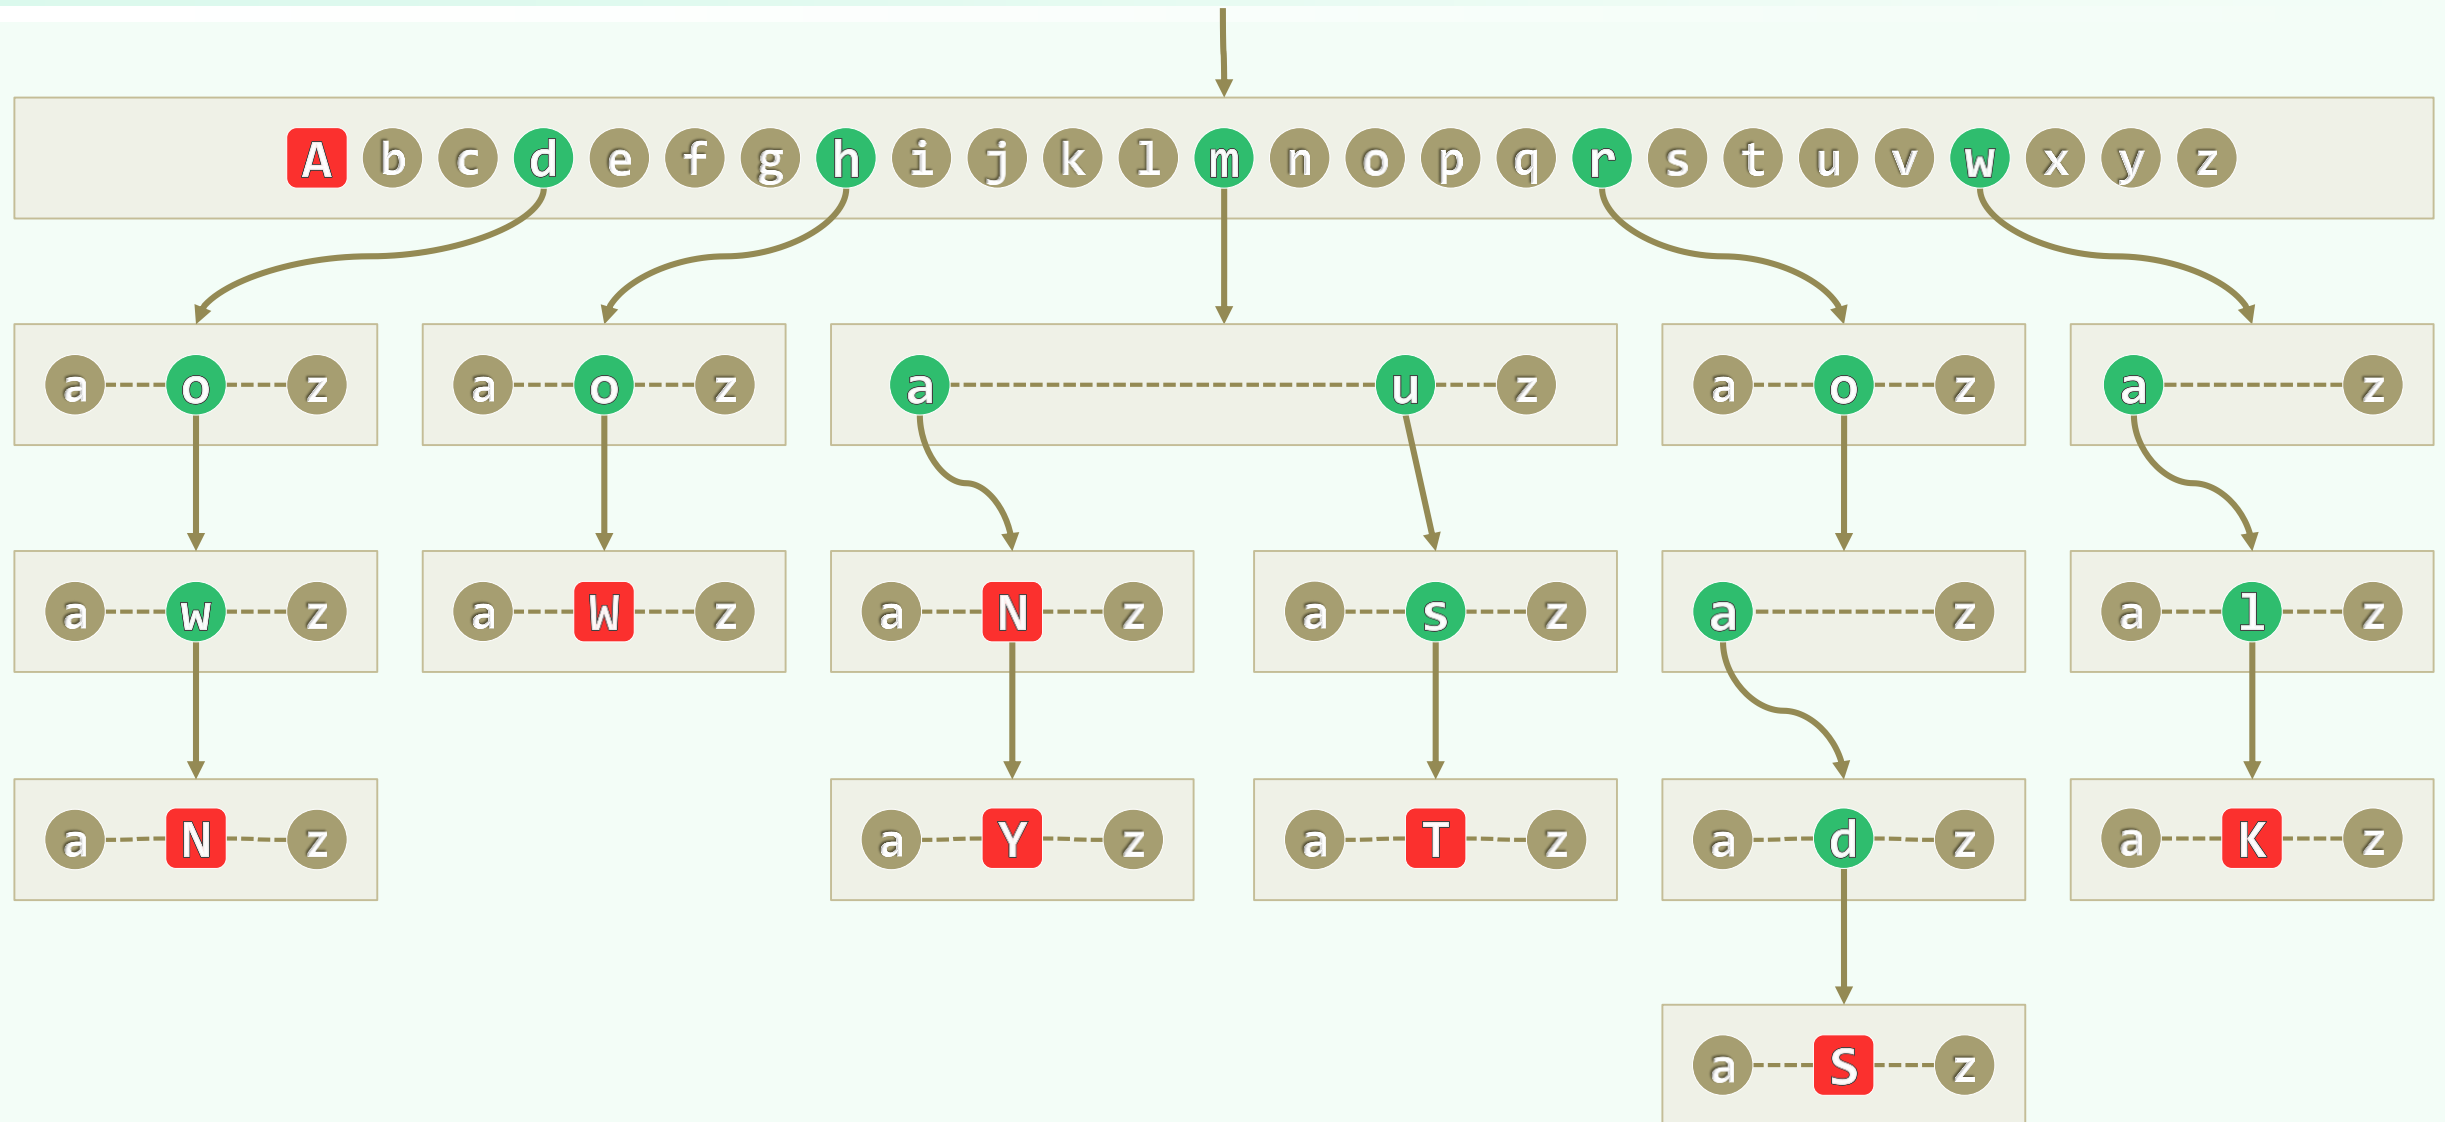 A b c d e f g h i j k l m n o p q r s t u v w x y z
a o z a o z a u z a o z a z
a w z a W z a N z a s z a z a l z
a N z a Y z a T z a d z a K z
a S z